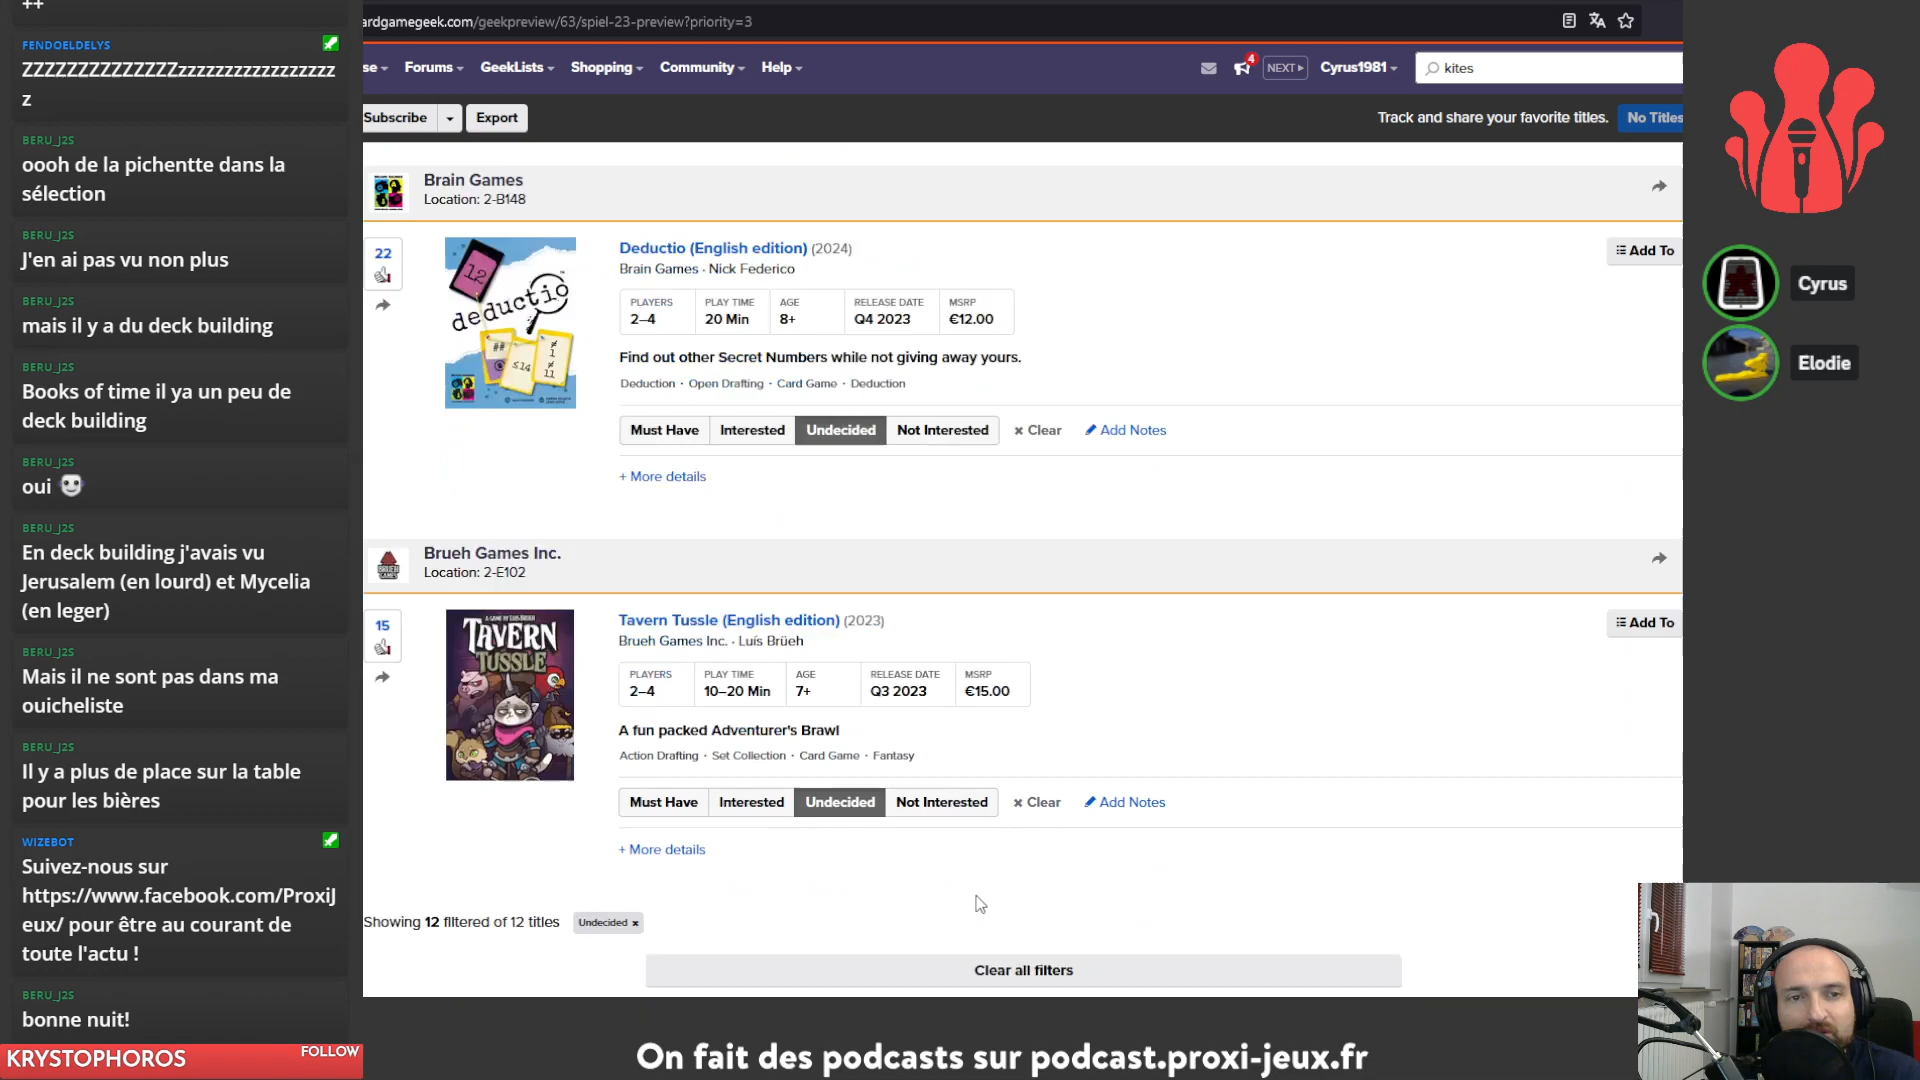 ++
FENDOELDELYS
ZZZZZZZZZZZZZZzzzzzzzzzzzzzzzzz
z
BERU_J2S
oooh de la pichentte dans la
sélection
BERU_J2S
J'en ai pas vu non plus
BERU_J2S
mais il y a du deck building
BERU_J2S
Books of time il ya un peu de
deck building
BERU_J2S
oui
BERU_J2S
En deck building j'avais vu
Jerusalem (en lourd) et Mycelia
(en leger)
BERU_J2S
Mais il ne sont pas dans ma
ouicheliste
BERU_J2S
Il y a plus de place sur la table
pour les bières
WIZEBOT
Suivez-nous sur
https://www.facebook.com/ProxiJ
eux/ pour être au courant de
toute l'actu !
BERU_J2S
bonne nuit!
KRYSTOPHOROS FOLLOW
ardgamegeek.com/geekpreview/63/spiel-23-preview?priority=3
se Forums GeekLists Shopping Community Help 4 NEXT Cyrus1981 kites
Subscribe Export Track and share your favorite titles. No Titles
Brain Games
Location: 2-B148
22
12
deductio
##
≤14
≠
1
≠
11
Deductio (English edition) (2024) Add To
Brain Games · Nick Federico
PLAYERS PLAY TIME AGE RELEASE DATE MSRP
2–4 20 Min 8+ Q4 2023 €12.00
Find out other Secret Numbers while not giving away yours.
Deduction · Open Drafting · Card Game · Deduction
Must Have Interested Undecided Not Interested × Clear Add Notes
+ More details
Brueh Games Inc.
Location: 2-E102
15
TAVERN
TUSSLE
Tavern Tussle (English edition) (2023) Add To
Brueh Games Inc. · Luís Brüeh
PLAYERS PLAY TIME AGE RELEASE DATE MSRP
2–4 10–20 Min 7+ Q3 2023 €15.00
A fun packed Adventurer's Brawl
Action Drafting · Set Collection · Card Game · Fantasy
Must Have Interested Undecided Not Interested × Clear Add Notes
+ More details
Showing 12 filtered of 12 titles Undecided ×
Clear all filters
Cyrus
Elodie
On fait des podcasts sur podcast.proxi-jeux.fr